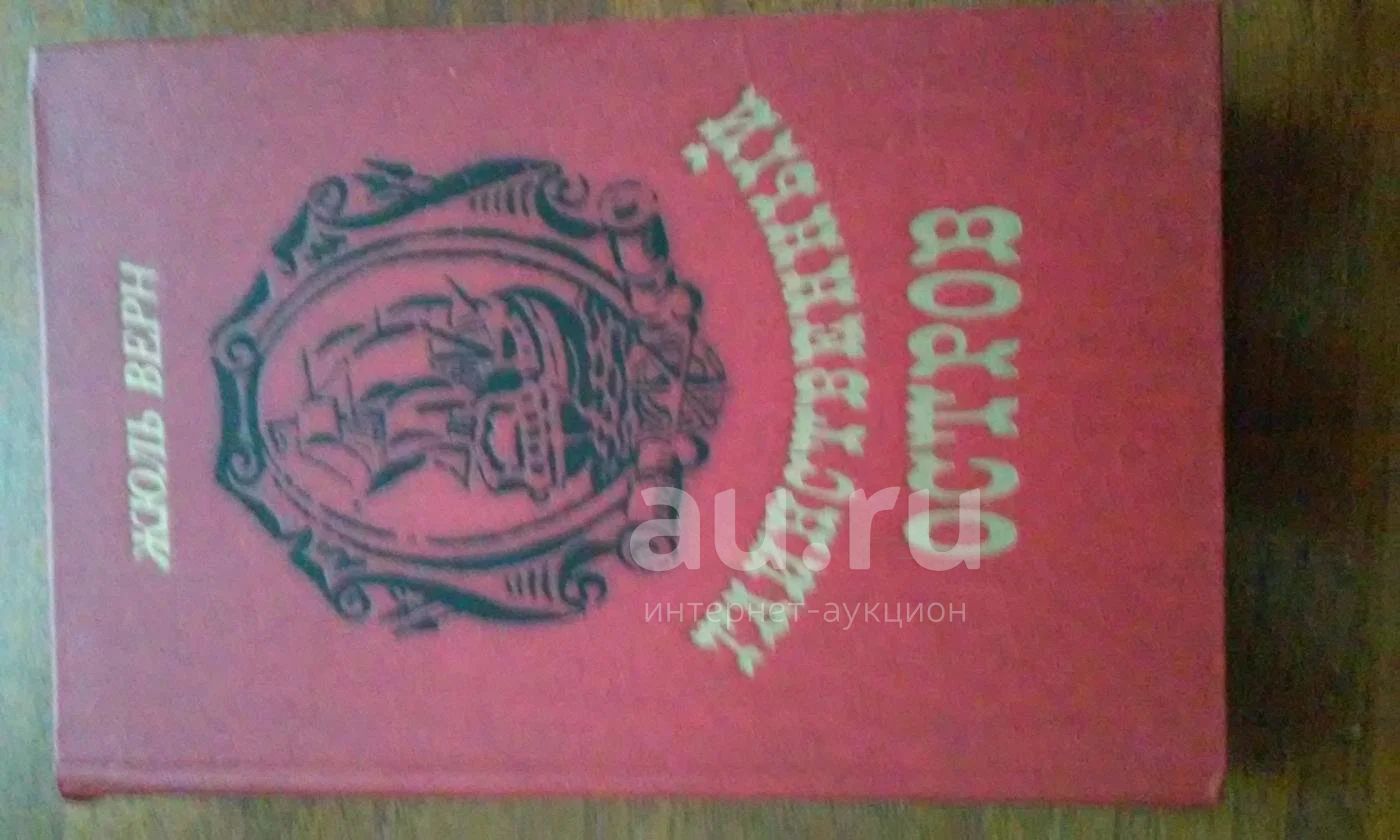 ЖЮЛЬ ВЕРН
ТАИНСТВЕННЫЙ
ОСТРОВ
au.ru
интернет-аукцион